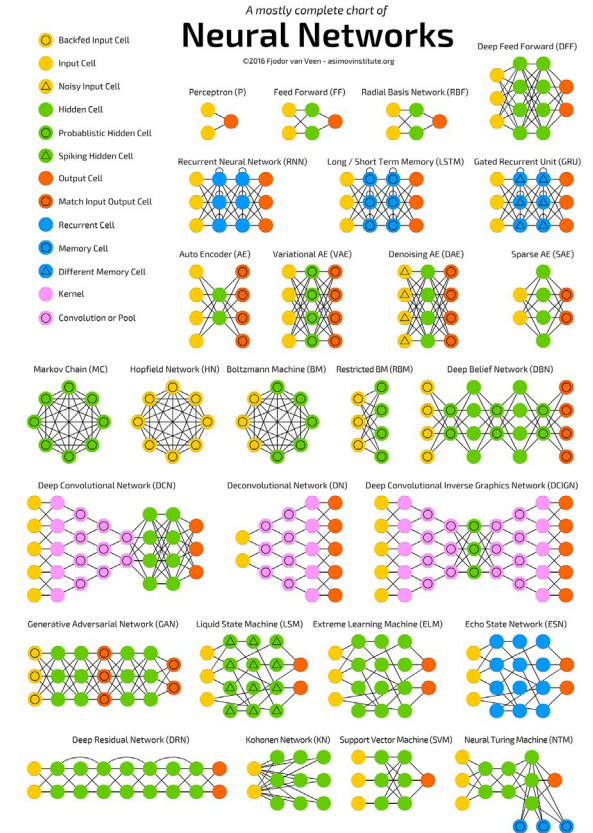 A mostly complete chart of
Neural Networks
©2016 Fjodor van Veen - asimovinstitute.org
Backfed Input Cell
Input Cell
Noisy Input Cell
Hidden Cell
Probablistic Hidden Cell
Spiking Hidden Cell
Output Cell
Match Input Output Cell
Recurrent Cell
Memory Cell
Different Memory Cell
Kernel
Convolution or Pool
Perceptron (P)
Feed Forward (FF)
Radial Basis Network (RBF)
Deep Feed Forward (DFF)
Recurrent Neural Network (RNN)
Long / Short Term Memory (LSTM)
Gated Recurrent Unit (GRU)
Auto Encoder (AE)
Variational AE (VAE)
Denoising AE (DAE)
Sparse AE (SAE)
Markov Chain (MC)
Hopfield Network (HN)
Boltzmann Machine (BM)
Restricted BM (RBM)
Deep Belief Network (DBN)
Deep Convolutional Network (DCN)
Deconvolutional Network (DN)
Deep Convolutional Inverse Graphics Network (DCIGN)
Generative Adversarial Network (GAN)
Liquid State Machine (LSM)
Extreme Learning Machine (ELM)
Echo State Network (ESN)
Deep Residual Network (DRN)
Kohonen Network (KN)
Support Vector Machine (SVM)
Neural Turing Machine (NTM)